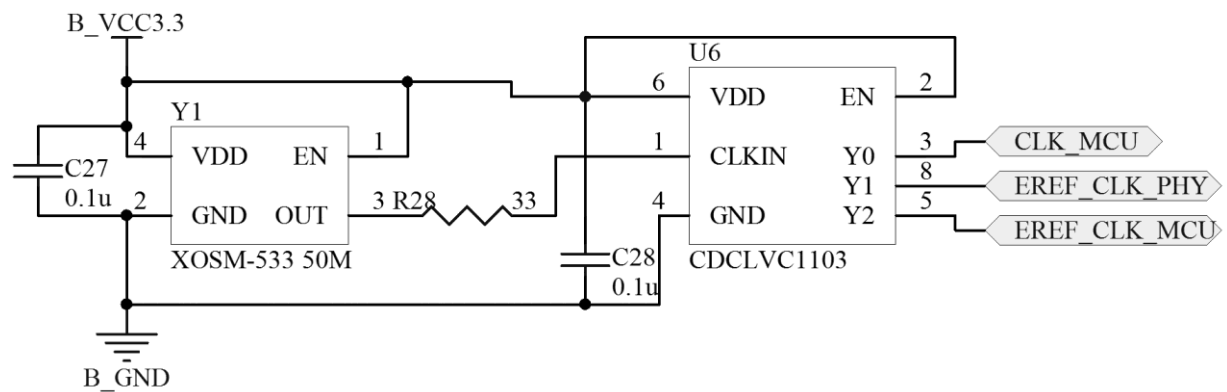 B_VCC3.3
U6
6 VDD EN 2
Y1
4 VDD EN 1
1 CLKIN Y0 3 CLK_MCU
C27
0.1u
Y1 8 EREF_CLK_PHY
2 GND OUT 3 R28 33
4 GND Y2 5 EREF_CLK_MCU
XOSM-533 50M
C28
0.1u
CDCLVC1103
B_GND